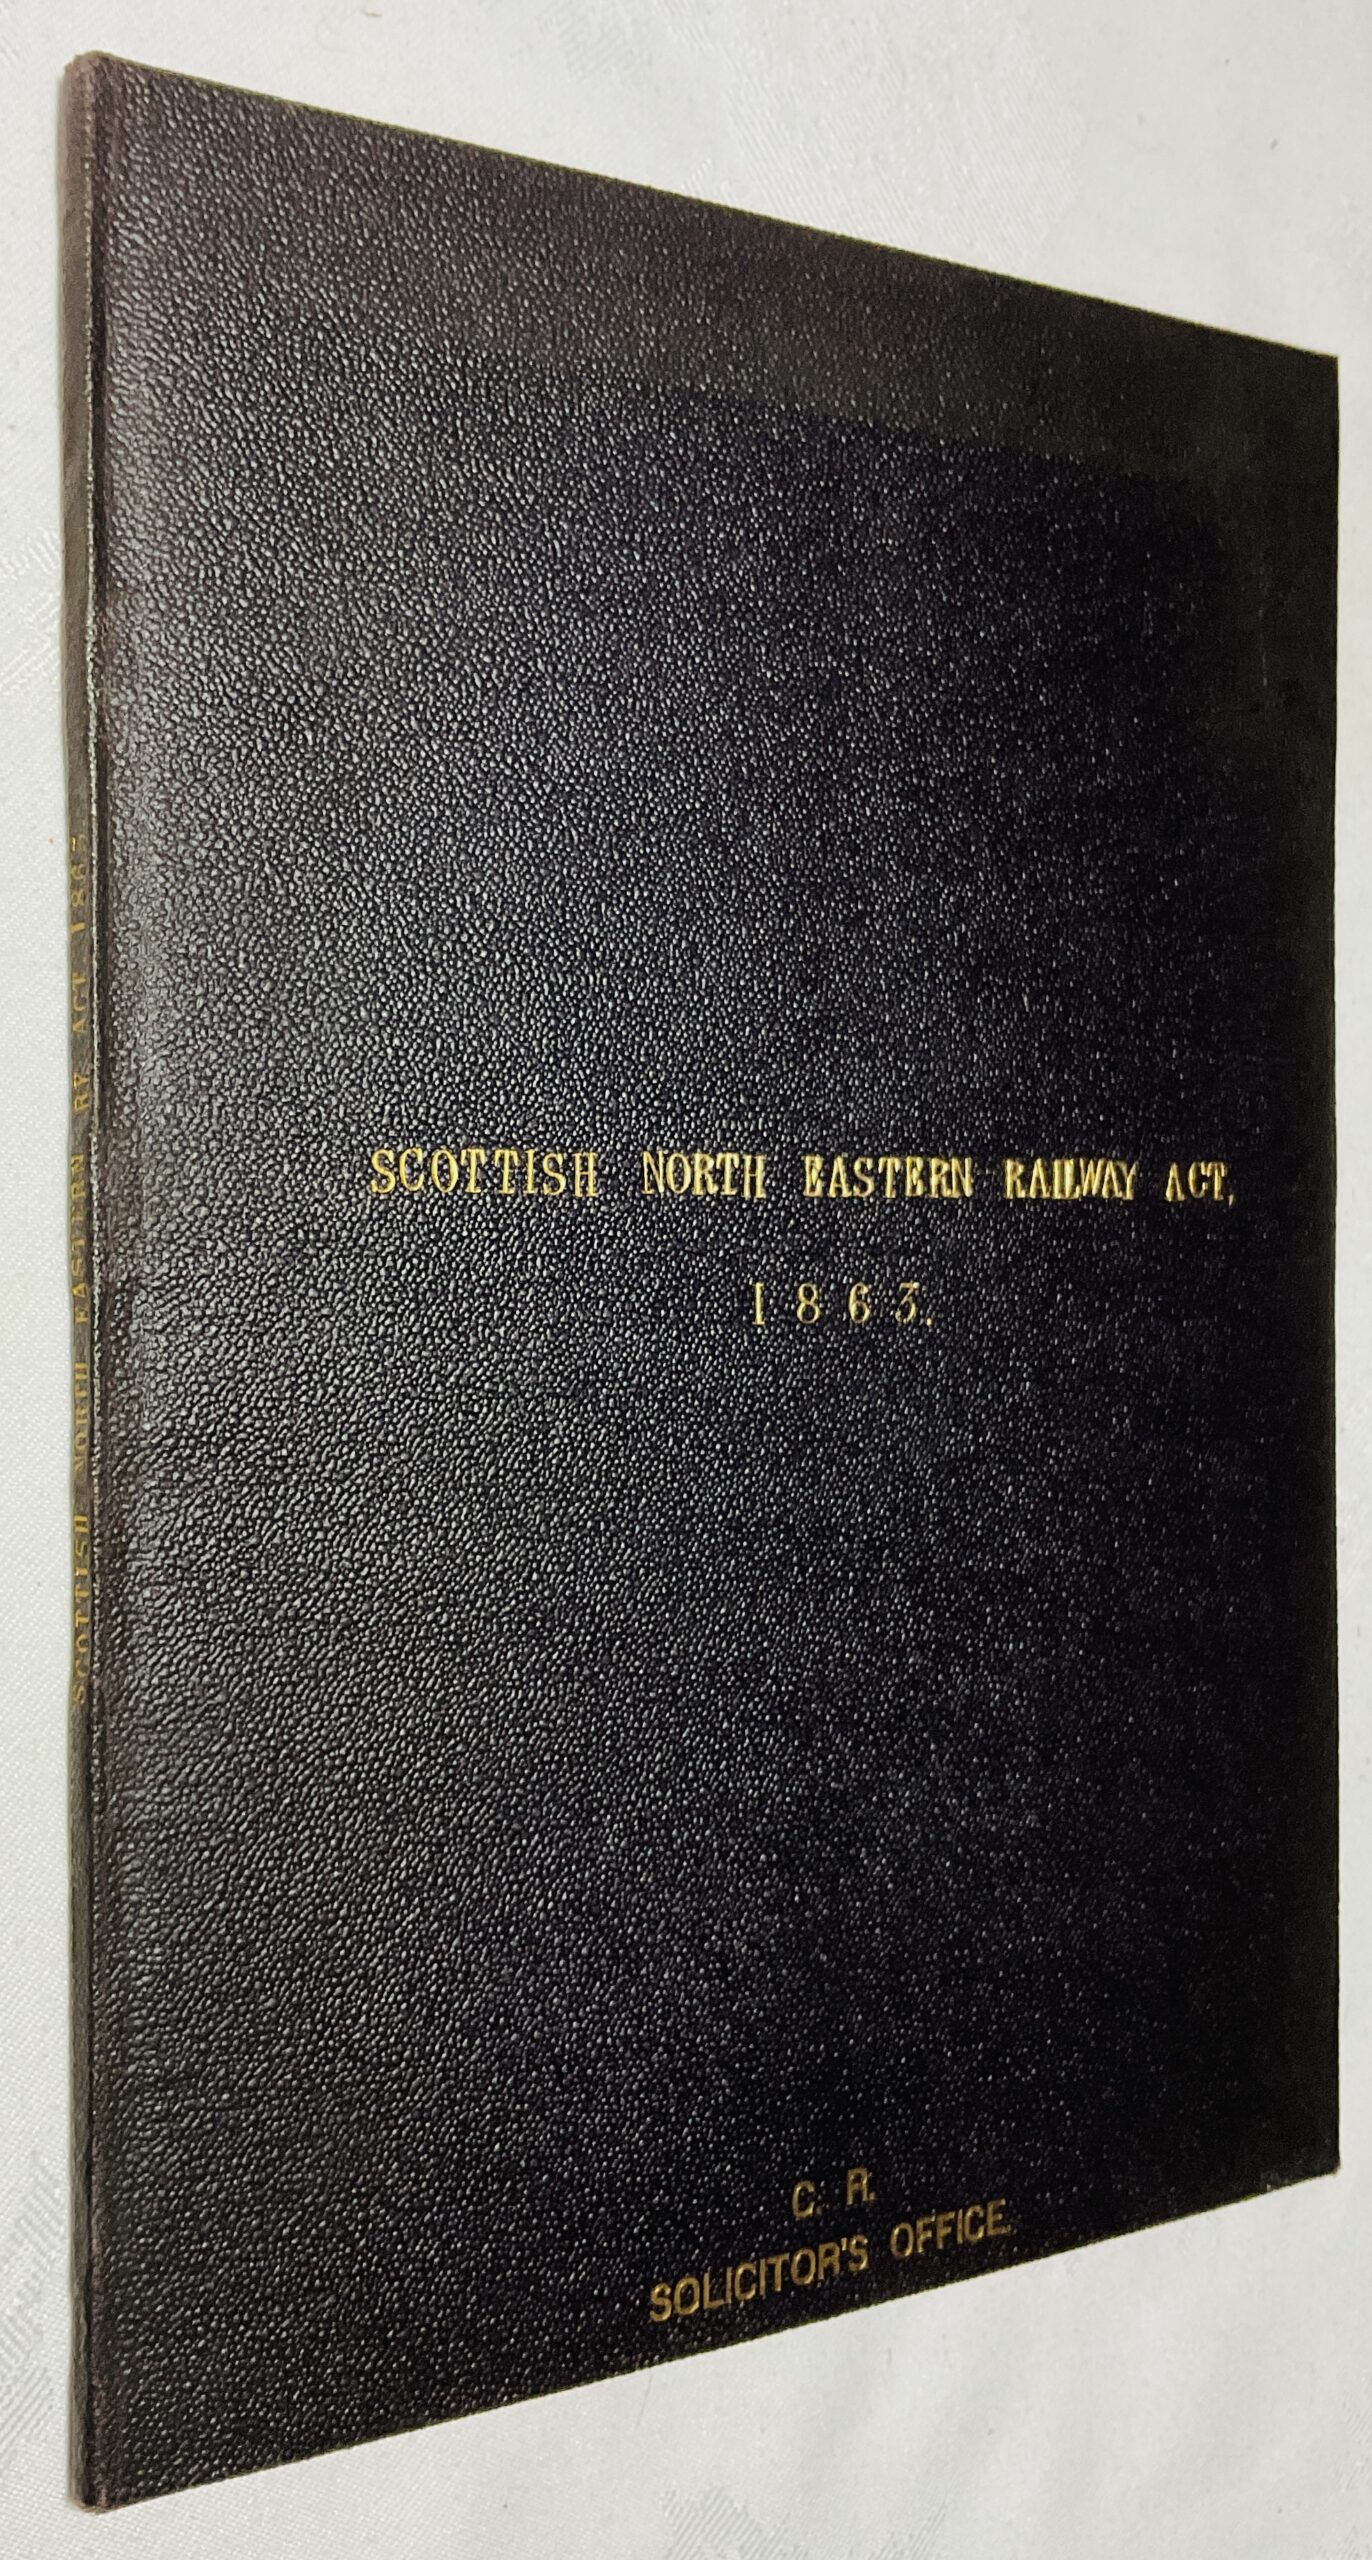 SCOTTISH NORTH EASTERN RAILWAY ACT,
1863.
C. R.
SOLICITOR'S OFFICE.
SCOTTISH NORTH EASTERN RY ACT, 1863